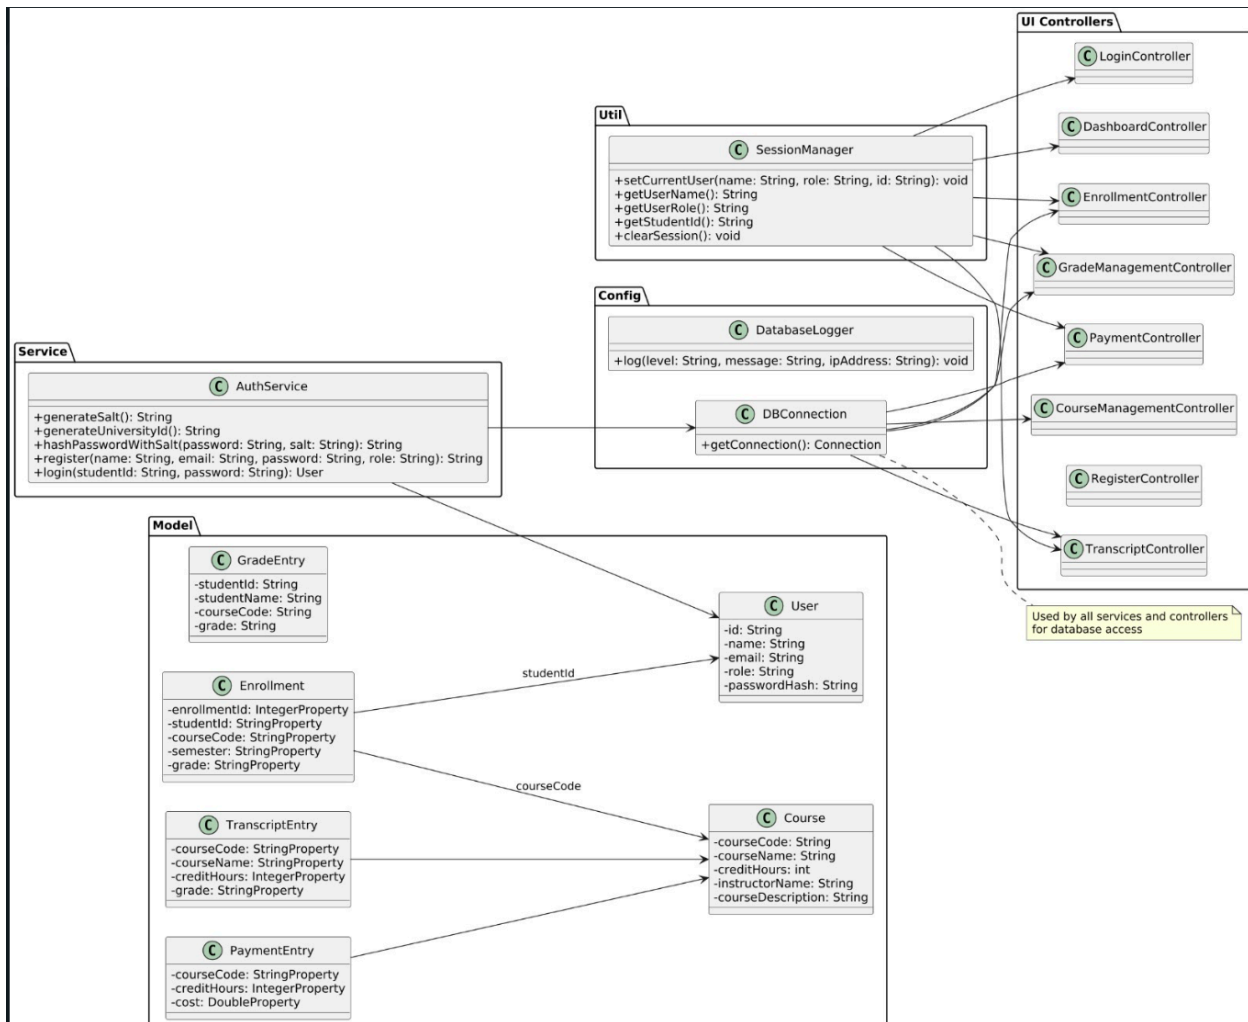 UI Controllers
C LoginController
C DashboardController
C EnrollmentController
C GradeManagementController
C PaymentController
C CourseManagementController
C RegisterController
C TranscriptController
Util
C SessionManager
+setCurrentUser(name: String, role: String, id: String): void
+getUserName(): String
+getUserRole(): String
+getStudentId(): String
+clearSession(): void
Config
C DatabaseLogger
+log(level: String, message: String, ipAddress: String): void
C DBConnection
+getConnection(): Connection
Service
C AuthService
+generateSalt(): String
+generateUniversityId(): String
+hashPasswordWithSalt(password: String, salt: String): String
+register(name: String, email: String, password: String, role: String): String
+login(studentId: String, password: String): User
Used by all services and controllers
for database access
Model
C GradeEntry
-studentId: String
-studentName: String
-courseCode: String
-grade: String
C User
-id: String
-name: String
-email: String
-role: String
-passwordHash: String
C Enrollment
-enrollmentId: IntegerProperty
-studentId: StringProperty
-courseCode: StringProperty
-semester: StringProperty
-grade: StringProperty
studentId
courseCode
C TranscriptEntry
-courseCode: StringProperty
-courseName: StringProperty
-creditHours: IntegerProperty
-grade: StringProperty
C Course
-courseCode: String
-courseName: String
-creditHours: int
-instructorName: String
-courseDescription: String
C PaymentEntry
-courseCode: StringProperty
-creditHours: IntegerProperty
-cost: DoubleProperty